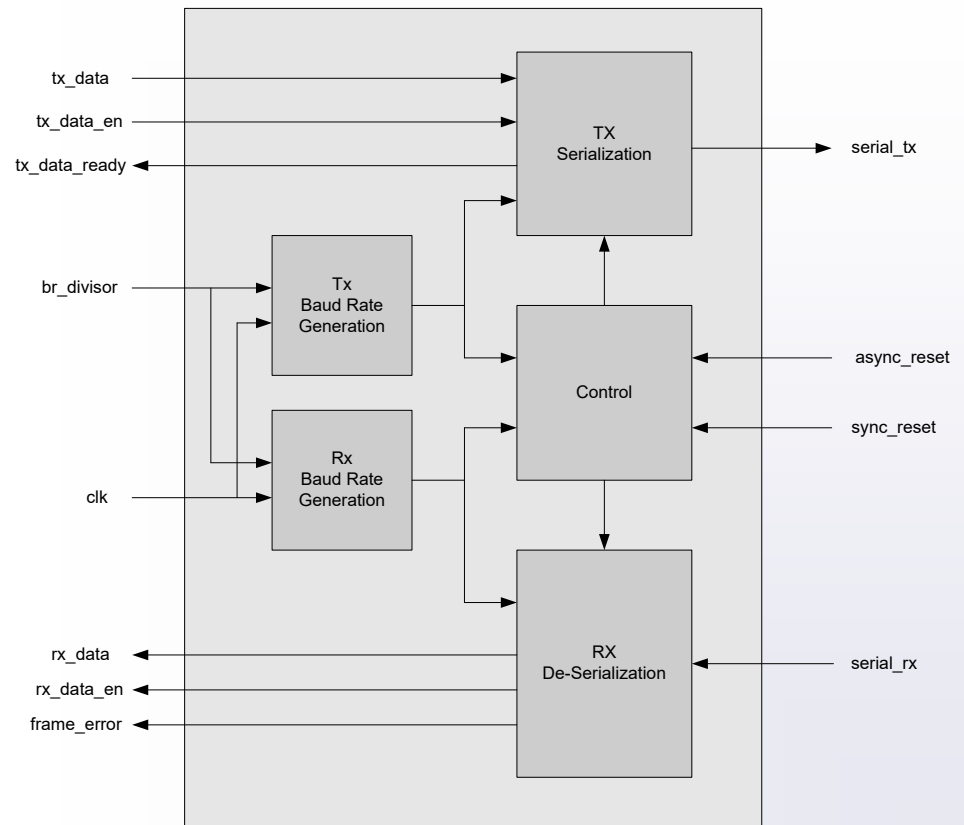 tx_data
tx_data_en
tx_data_ready
TX
Serialization
serial_tx
br_divisor
Tx
Baud Rate
Generation
Control
async_reset
sync_reset
clk
Rx
Baud Rate
Generation
rx_data
rx_data_en
frame_error
RX
De-Serialization
serial_rx